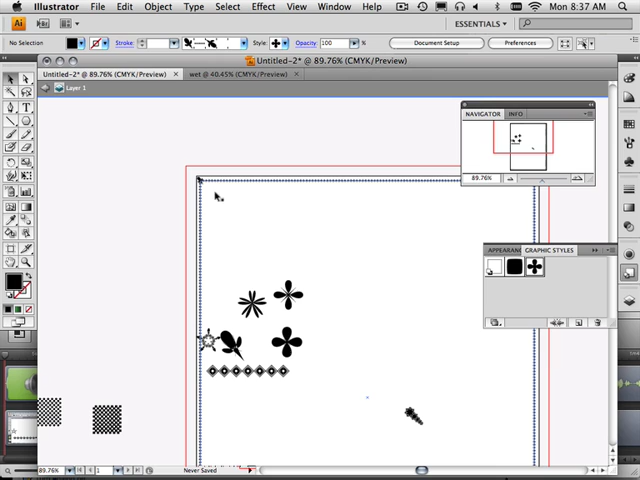 Illustrator File Edit Object Type Select Effect View Window Help Mon 8:37 AM
Ai ESSENTIALS
No Selection Stroke: Style: Opacity: 100 % Document Setup Preferences
Untitled-2* @ 89.76% (CMYK/Preview)
Untitled-2* @ 89.76% (CMYK/Preview) wet @ 40.45% (CMYK/Preview)
Layer 1
NAVIGATOR INFO
89.76%
APPEARAN GRAPHIC STYLES
89.76% 1 Never Saved